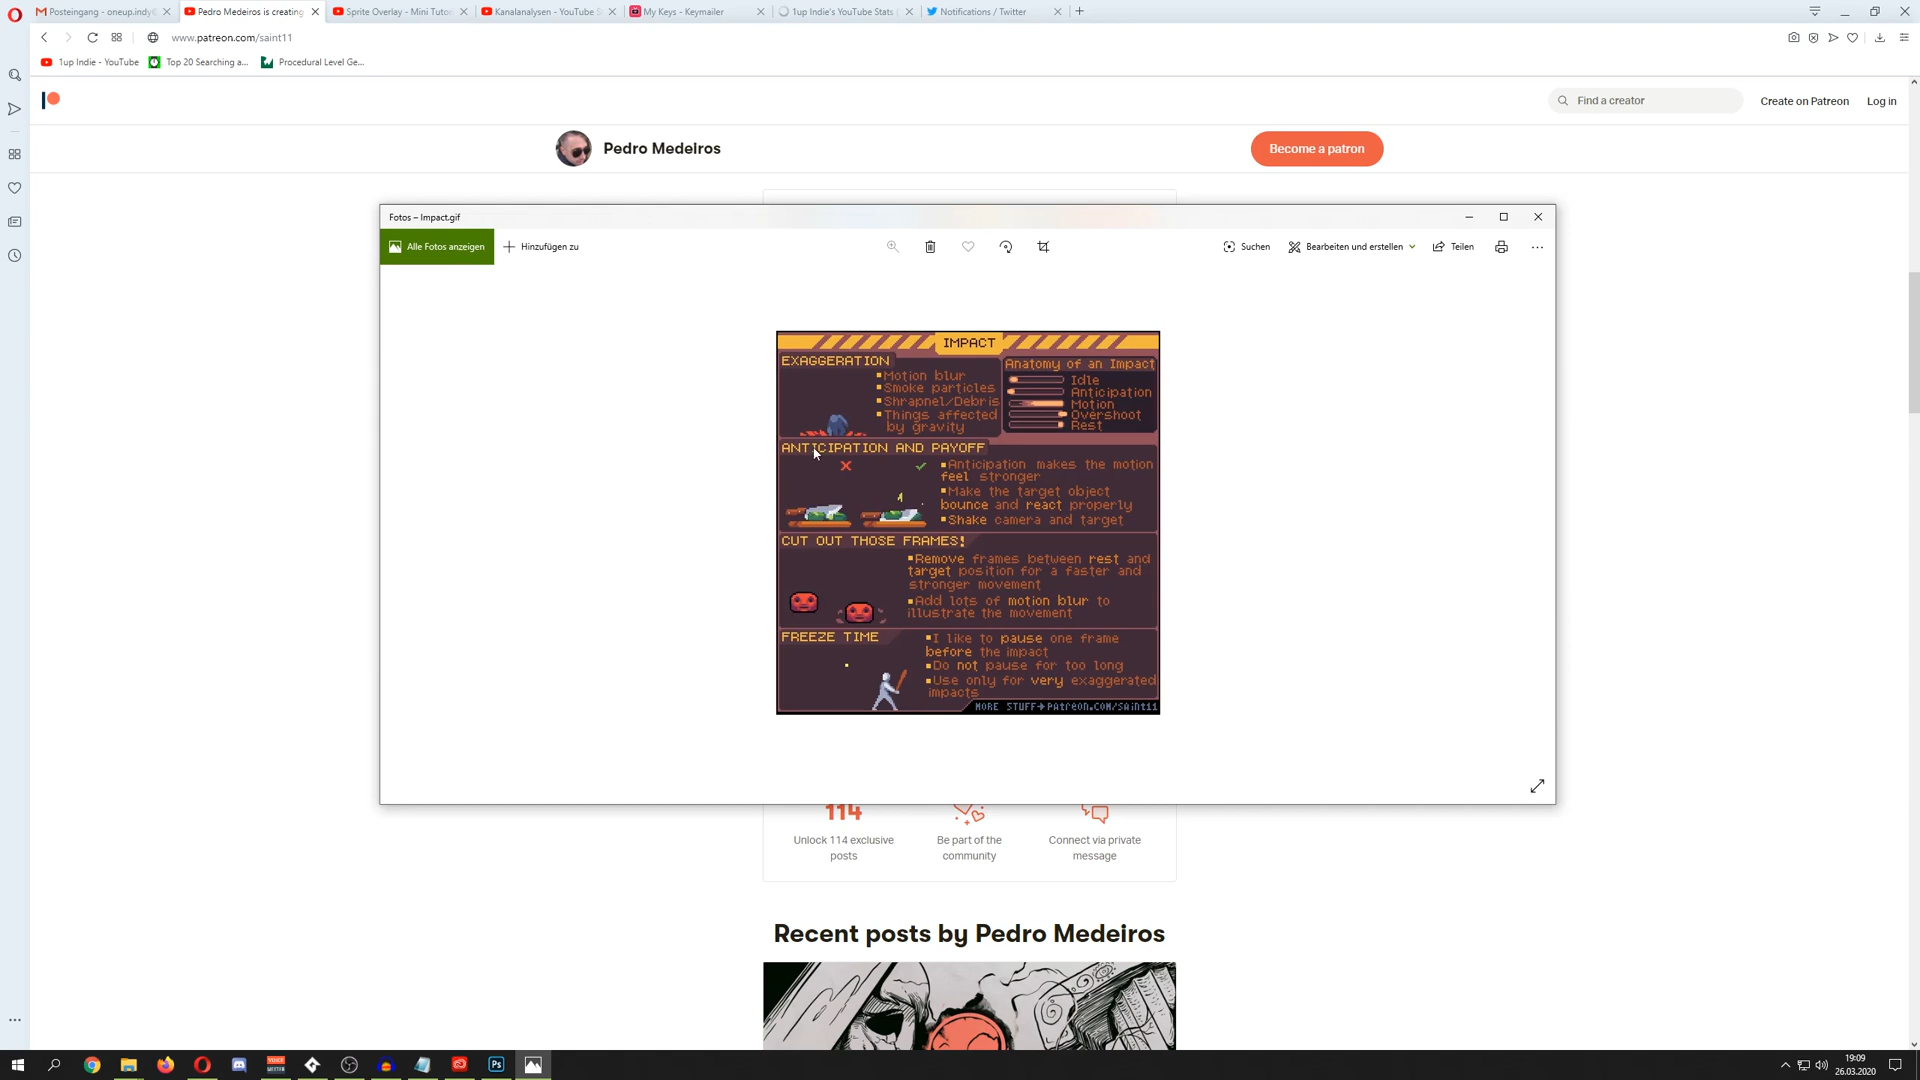 Posteingang - oneup.indy@
Pedro Medeiros is creating
Sprite Overlay - Mini Tutor
Kanalanalysen - YouTube S
My Keys - Keymailer
1up Indie's YouTube Stats (
Notifications / Twitter
www.patreon.com/saint11
1up Indie - YouTube
Top 20 Searching a...
Procedural Level Ge...
Find a creator
Create on Patreon
Log in
Pedro Medeiros
Become a patron
Fotos – Impact.gif
Alle Fotos anzeigen
Hinzufügen zu
Suchen
Bearbeiten und erstellen
Teilen
IMPACT
EXAGGERATION
Motion blur
Smoke particles
Shrapnel/Debris
Things affected
by gravity
Anatomy of an Impact
Idle
Anticipation
Motion
Overshoot
Rest
ANTICIPATION AND PAYOFF
Anticipation makes the motion
feel stronger
Make the target object
bounce and react properly
Shake camera and target
CUT OUT THOSE FRAMES!
Remove frames between rest and
target position for a faster and
stronger movement
Add lots of motion blur to
illustrate the movement
FREEZE TIME
I like to pause one frame
before the impact
Do not pause for too long
Use only for very exaggerated
impacts
MORE STUFF→PATREON.COM/SAINT11
114
Unlock 114 exclusive
posts
Be part of the
community
Connect via private
message
Recent posts by Pedro Medeiros
Ps
19:09
26.03.2020